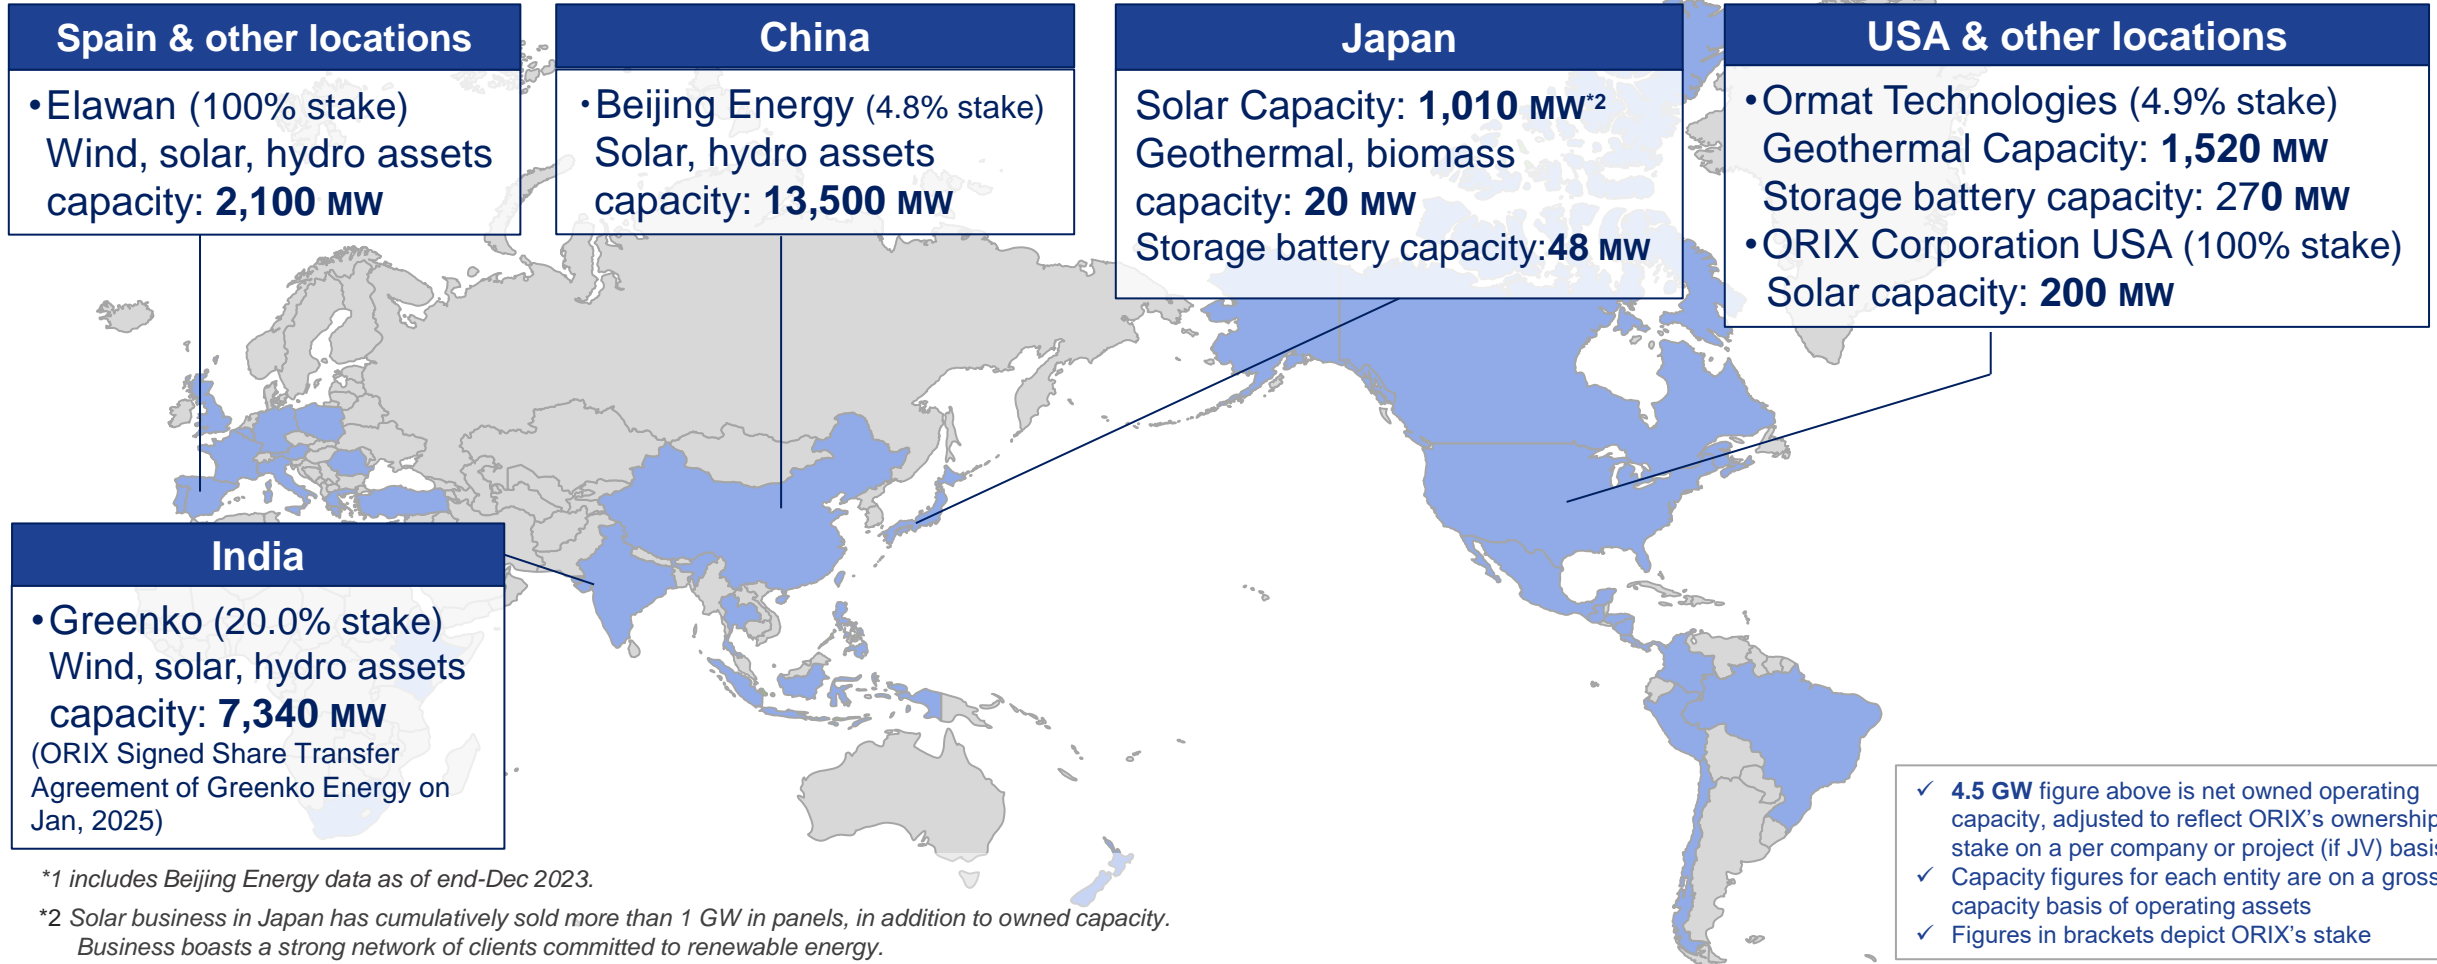 Spain & other locations
•Elawan (100% stake)
Wind, solar, hydro assets
capacity: 2,100 MW
China
•Beijing Energy (4.8% stake)
Solar, hydro assets
capacity: 13,500 MW
Japan
Solar Capacity: 1,010 MW*2
Geothermal, biomass
capacity: 20 MW
Storage battery capacity:48 MW
USA & other locations
•Ormat Technologies (4.9% stake)
Geothermal Capacity: 1,520 MW
Storage battery capacity: 270 MW
•ORIX Corporation USA (100% stake)
Solar capacity: 200 MW
India
•Greenko (20.0% stake)
Wind, solar, hydro assets
capacity: 7,340 MW
(ORIX Signed Share Transfer
Agreement of Greenko Energy on
Jan, 2025)
✓ 4.5 GW figure above is net owned operating
capacity, adjusted to reflect ORIX's ownership
stake on a per company or project (if JV) basis
✓ Capacity figures for each entity are on a gross
capacity basis of operating assets
✓ Figures in brackets depict ORIX's stake
*1 includes Beijing Energy data as of end-Dec 2023.
*2 Solar business in Japan has cumulatively sold more than 1 GW in panels, in addition to owned capacity.
Business boasts a strong network of clients committed to renewable energy.